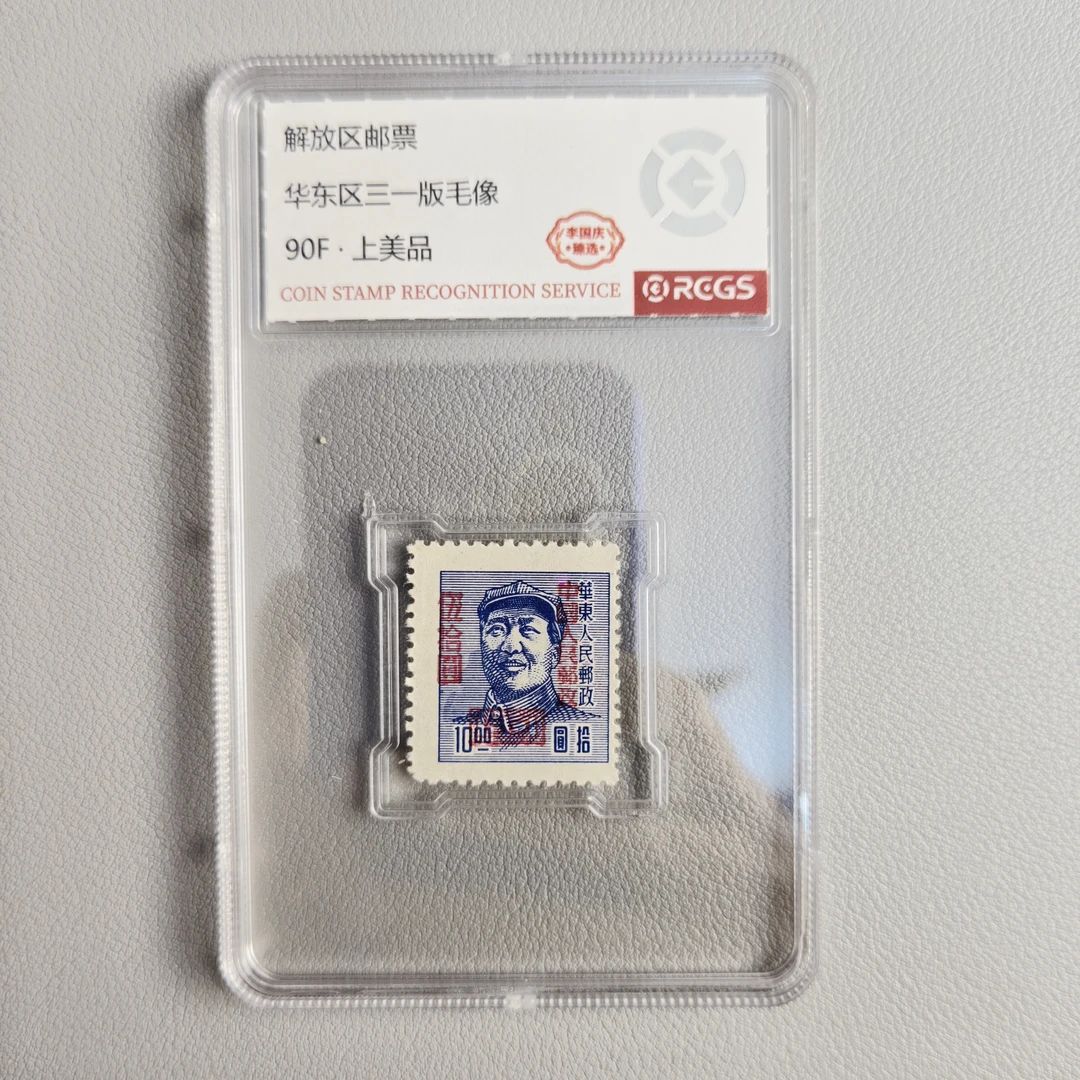 解放区邮票
华东区三一版毛像
90F · 上美品
李国庆
臻选
COIN STAMP RECOGNITION SERVICE
RCGS
華東人民郵政
中國人民郵政
伍拾圓
10 00
拾圓